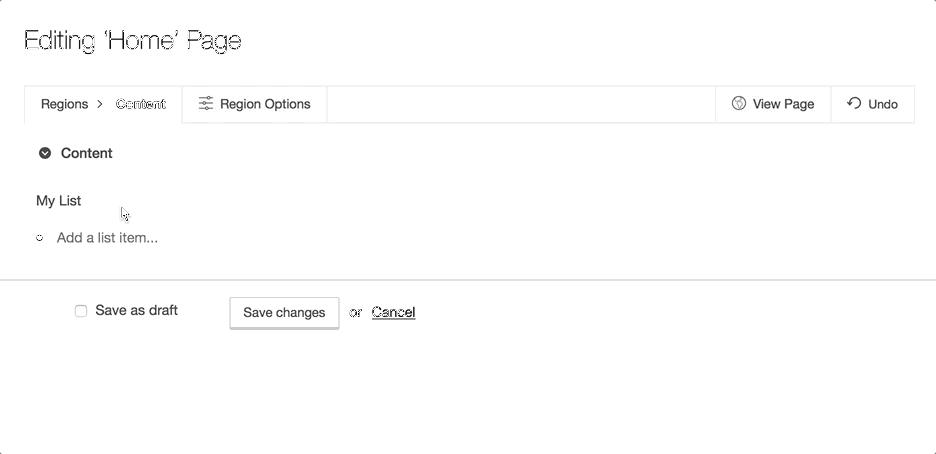 Editing ‘Home’ Page
Regions > Content Region Options View Page Undo
Content
My List
Add a list item...
Save as draft Save changes or Cancel